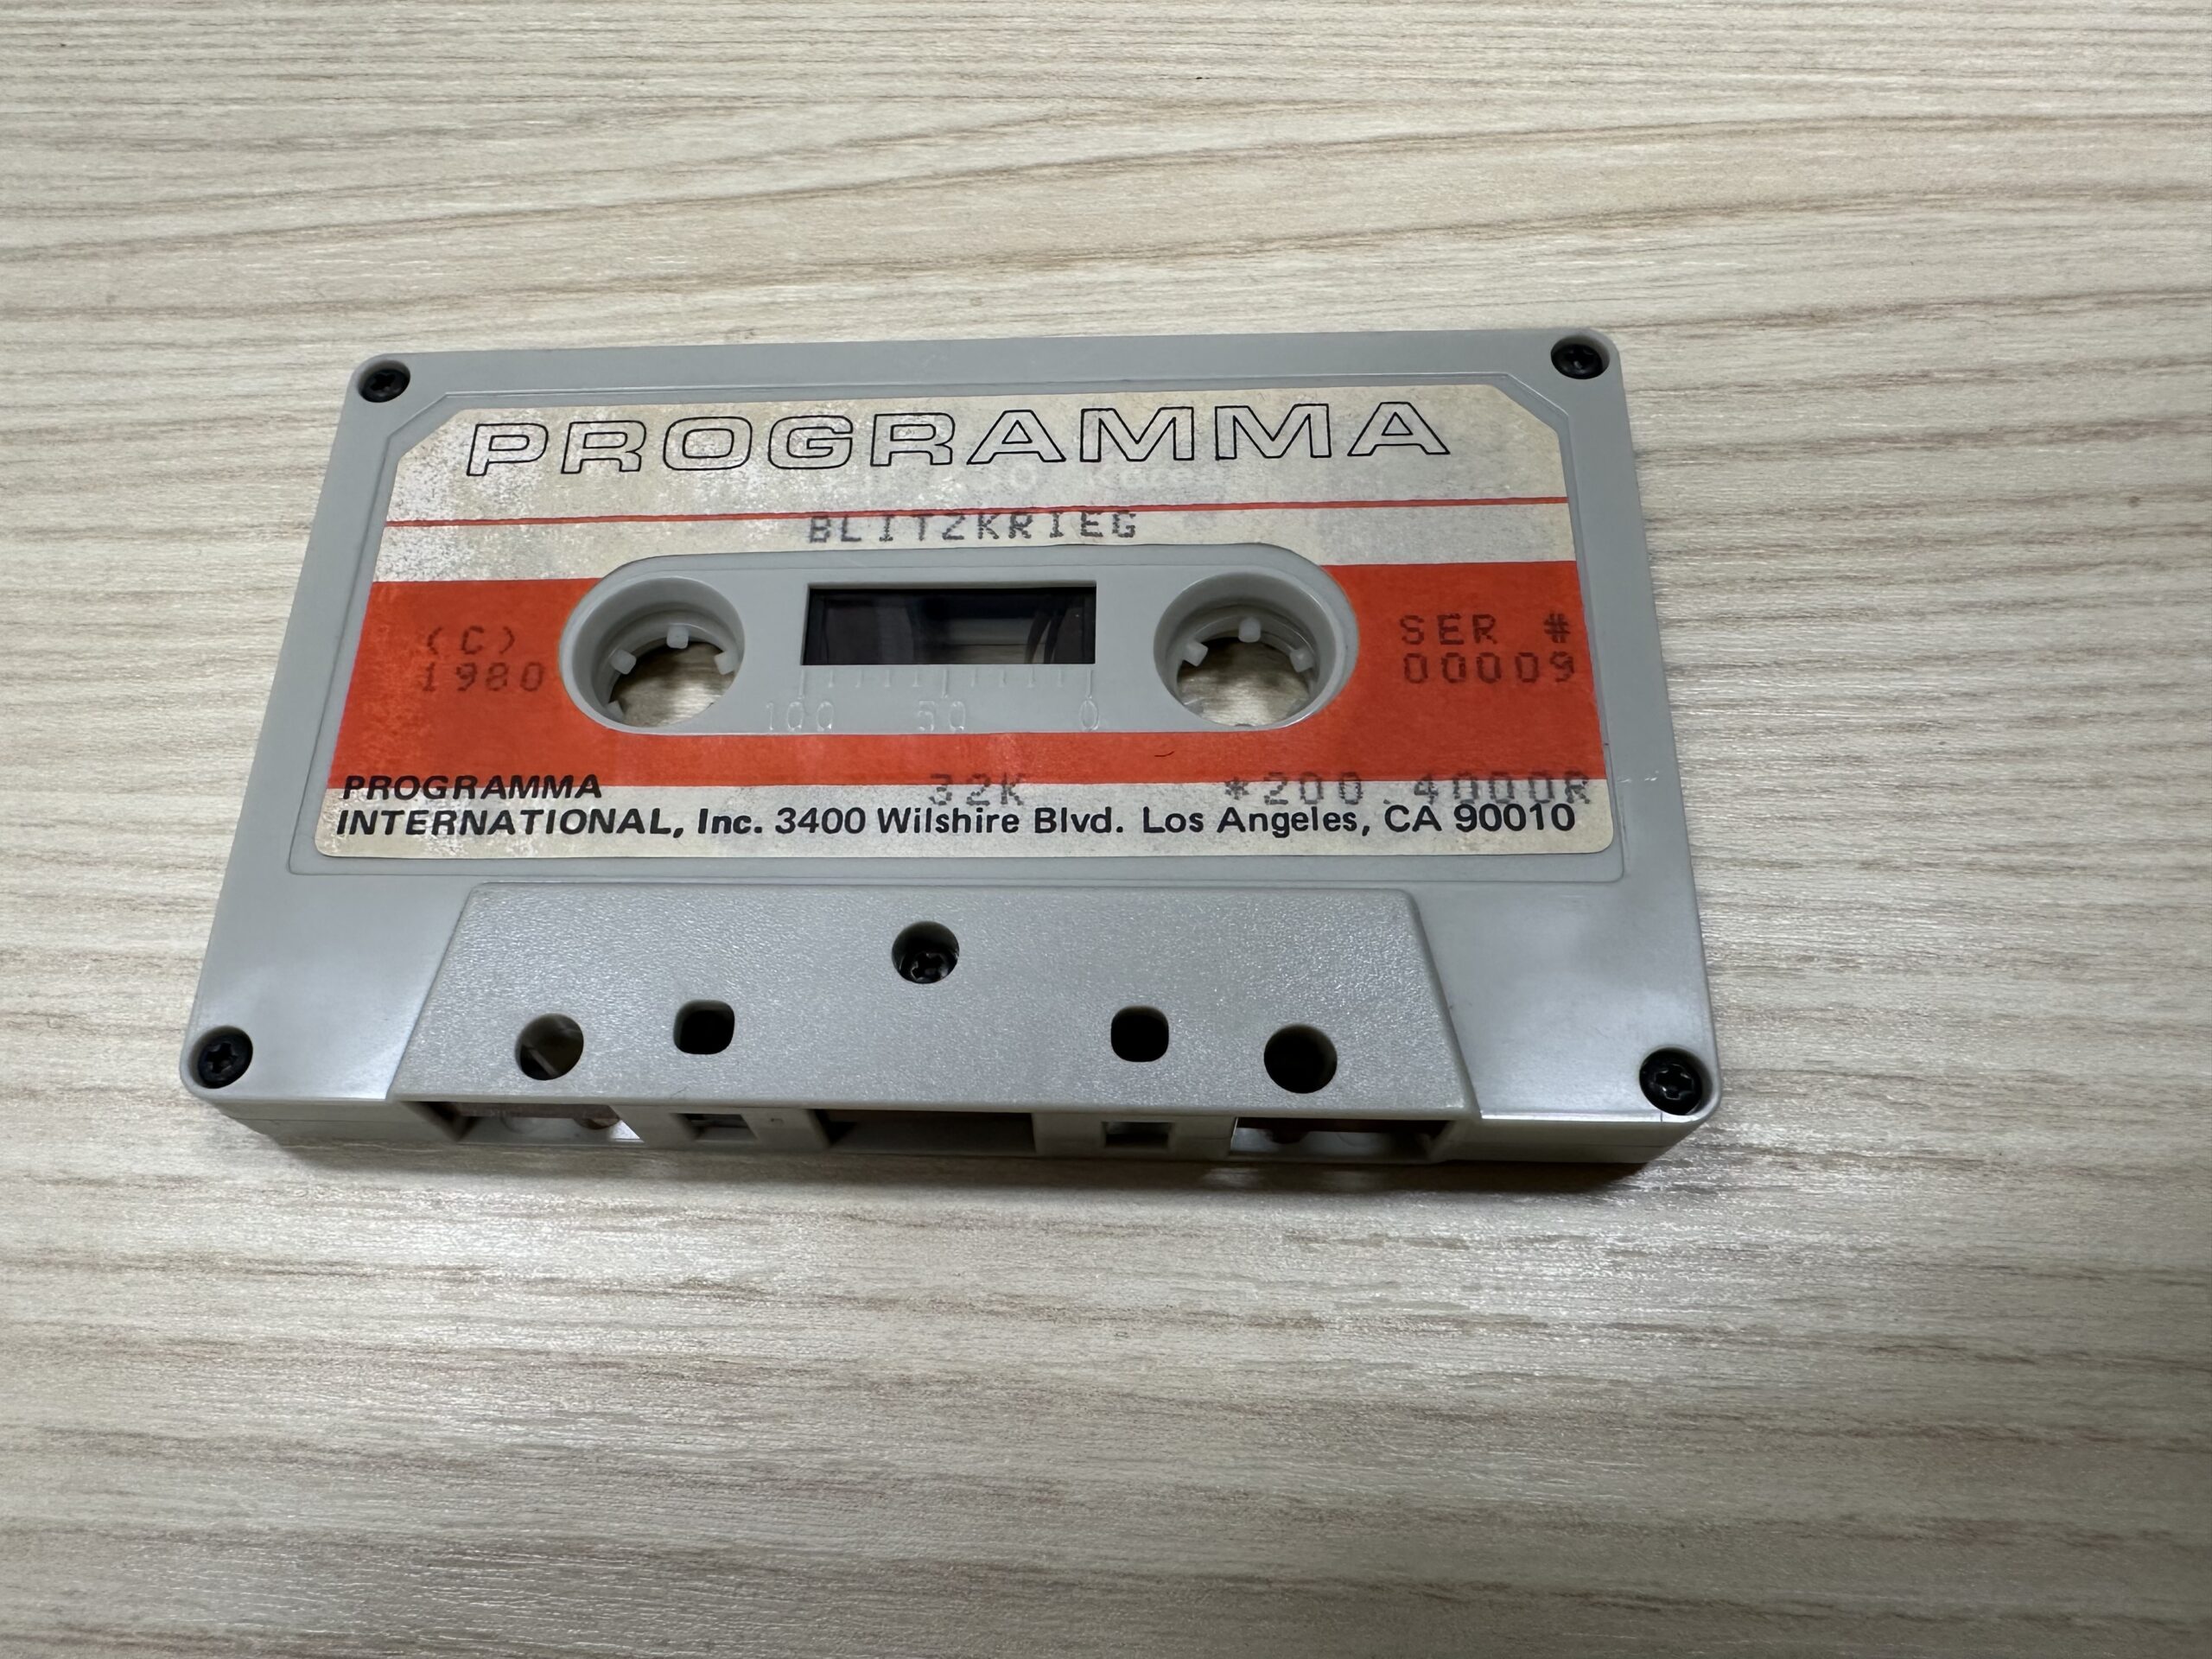 PROGRAMMA
BLITZKRIEG
(C)
1980
SER #
00009
100 50 0
32K *200.4000R
PROGRAMMA
INTERNATIONAL, Inc. 3400 Wilshire Blvd. Los Angeles, CA 90010